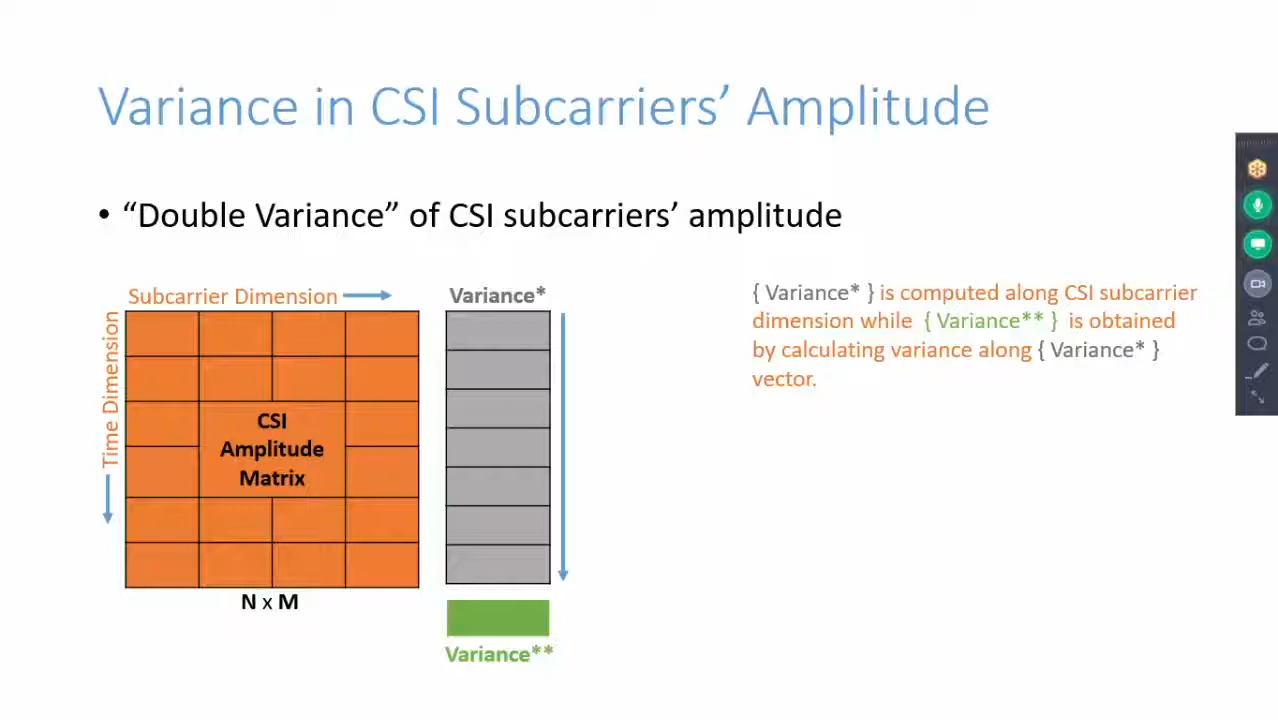 Variance in CSI Subcarriers’ Amplitude
• “Double Variance” of CSI subcarriers’ amplitude
Subcarrier Dimension
Time Dimension
CSI
Amplitude
Matrix
N x M
Variance*
Variance**
{ Variance* } is computed along CSI subcarrier
dimension while { Variance** } is obtained
by calculating variance along { Variance* }
vector.